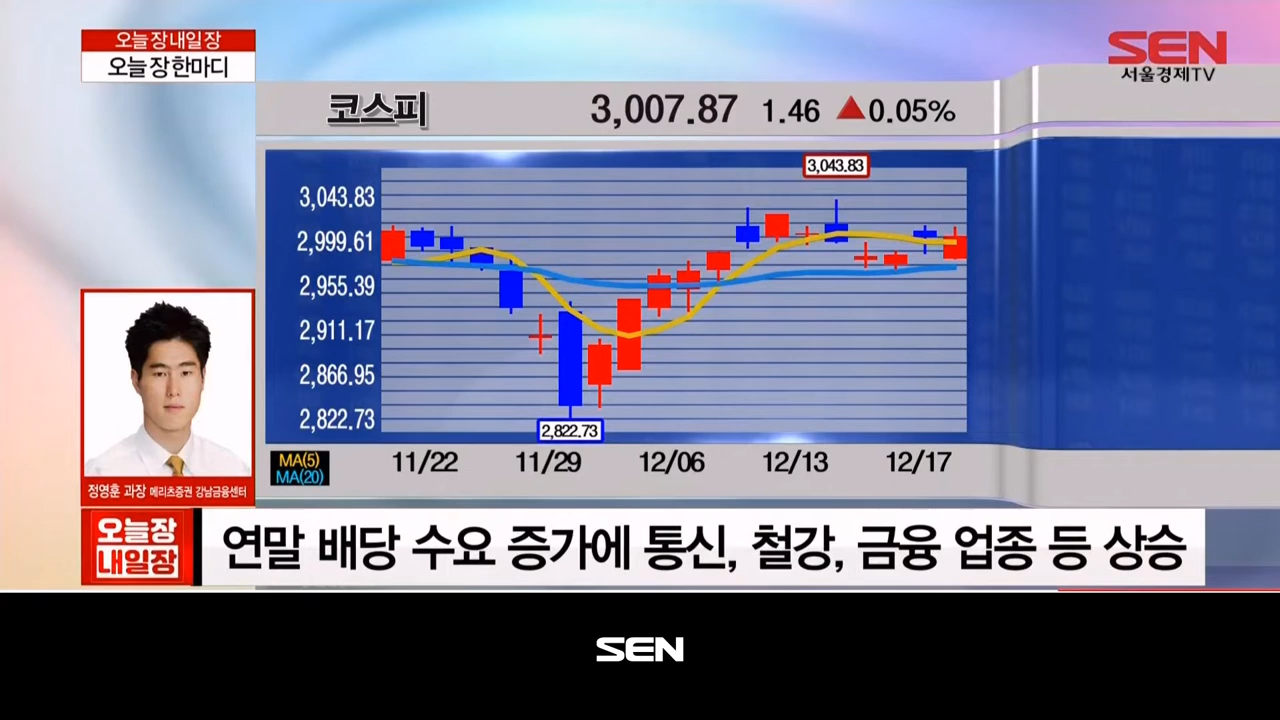 오늘장내일장
오늘장한마디
SEN
서울경제TV
코스피 3,007.87 1.46 ▲0.05%
3,043.83
3,043.83
2,999.61
2,955.39
2,911.17
2,866.95
2,822.73
2,822.73
MA(5)
MA(20)
11/22 11/29 12/06 12/13 12/17
정영훈 과장 메리츠증권 강남금융센터
오늘장
내일장
연말 배당 수요 증가에 통신, 철강, 금융 업종 등 상승
SEN